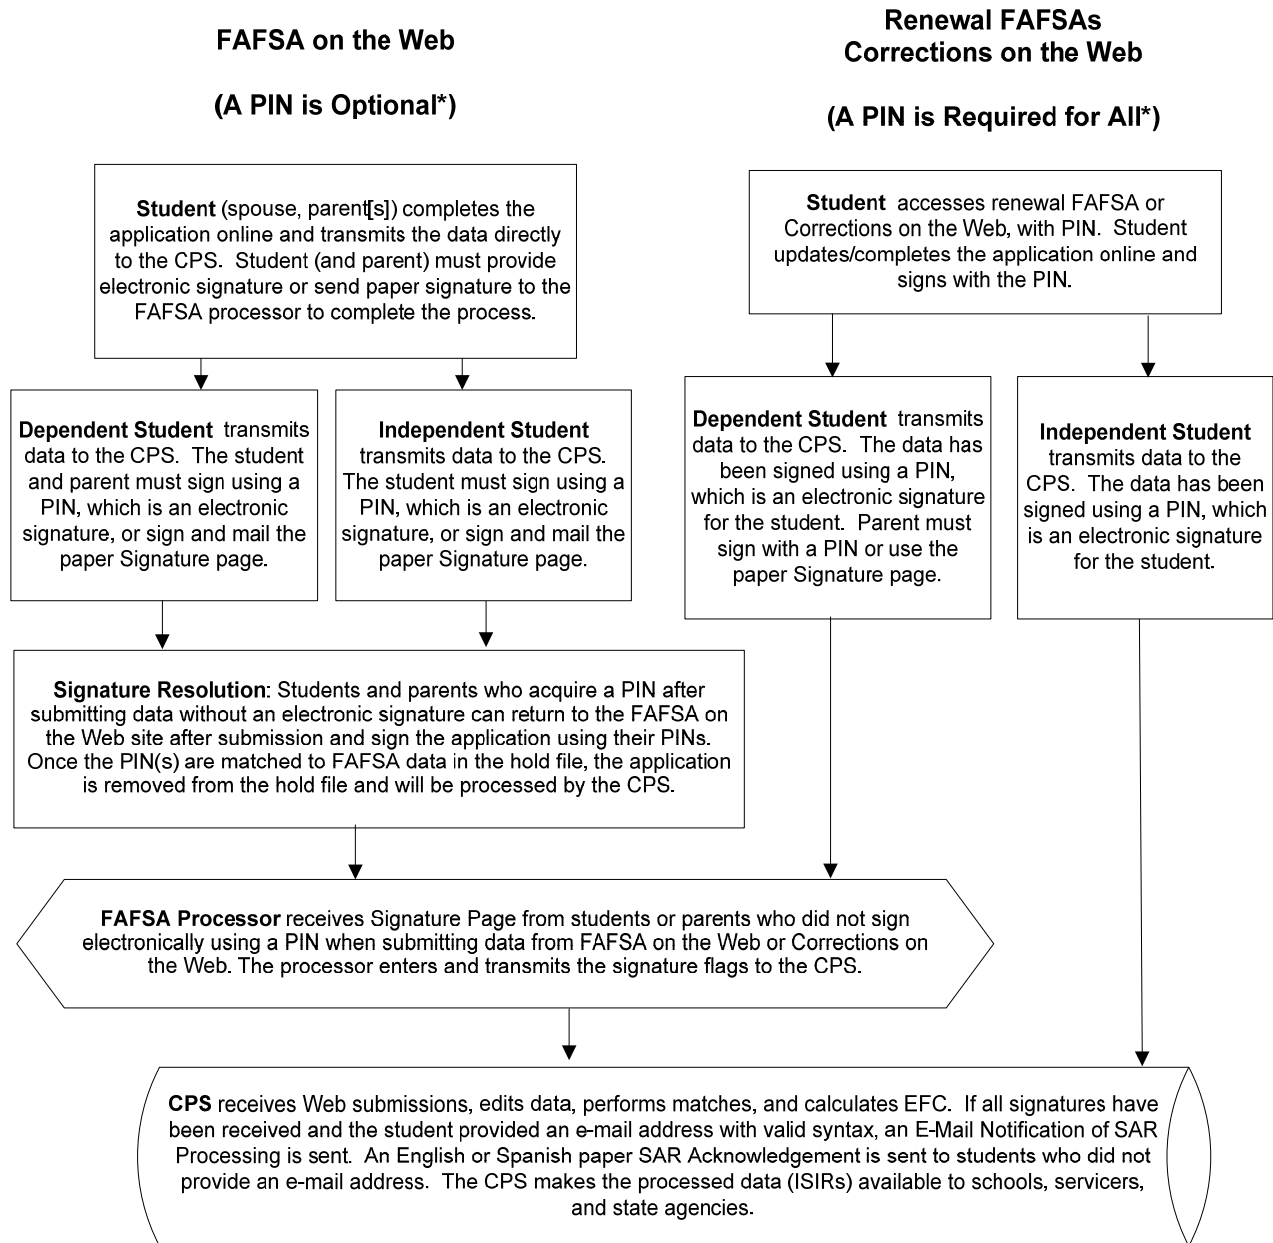 FAFSA on the Web
(A PIN is Optional*)
Renewal FAFSAs
Corrections on the Web
(A PIN is Required for All*)
Student (spouse, parent[s]) completes the
application online and transmits the data directly
to the CPS. Student (and parent) must provide
electronic signature or send paper signature to the
FAFSA processor to complete the process.
Student accesses renewal FAFSA or
Corrections on the Web, with PIN. Student
updates/completes the application online and
signs with the PIN.
Dependent Student transmits
data to the CPS. The student
and parent must sign using a
PIN, which is an electronic
signature, or sign and mail the
paper Signature page.
Independent Student
transmits data to the CPS.
The student must sign using a
PIN, which is an electronic
signature, or sign and mail the
paper Signature page.
Dependent Student transmits
data to the CPS. The data has
been signed using a PIN,
which is an electronic signature
for the student. Parent must
sign with a PIN or use the
paper Signature page.
Independent Student
transmits data to the
CPS. The data has been
signed using a PIN, which
is an electronic signature
for the student.
Signature Resolution: Students and parents who acquire a PIN after
submitting data without an electronic signature can return to the FAFSA on
the Web site after submission and sign the application using their PINs.
Once the PIN(s) are matched to FAFSA data in the hold file, the application
is removed from the hold file and will be processed by the CPS.
FAFSA Processor receives Signature Page from students or parents who did not sign
electronically using a PIN when submitting data from FAFSA on the Web or Corrections on
the Web. The processor enters and transmits the signature flags to the CPS.
CPS receives Web submissions, edits data, performs matches, and calculates EFC. If all signatures have
been received and the student provided an e-mail address with valid syntax, an E-Mail Notification of SAR
Processing is sent. An English or Spanish paper SAR Acknowledgement is sent to students who did not
provide an e-mail address. The CPS makes the processed data (ISIRs) available to schools, servicers,
and state agencies.